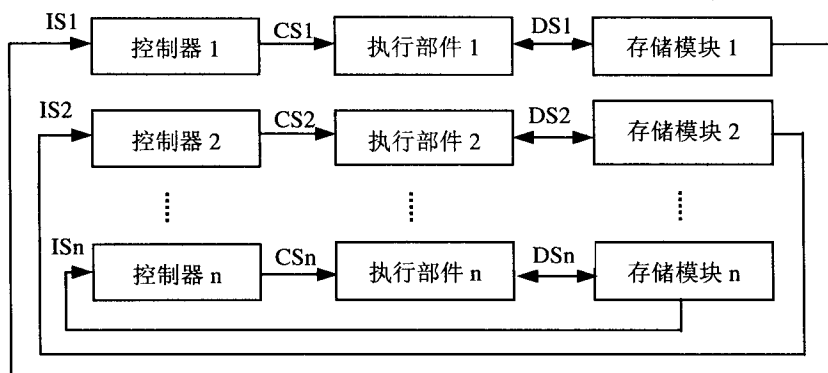 IS1 控制器 1 CS1 执行部件 1 DS1 存储模块 1
IS2 控制器 2 CS2 执行部件 2 DS2 存储模块 2
ISn 控制器 n CSn 执行部件 n DSn 存储模块 n